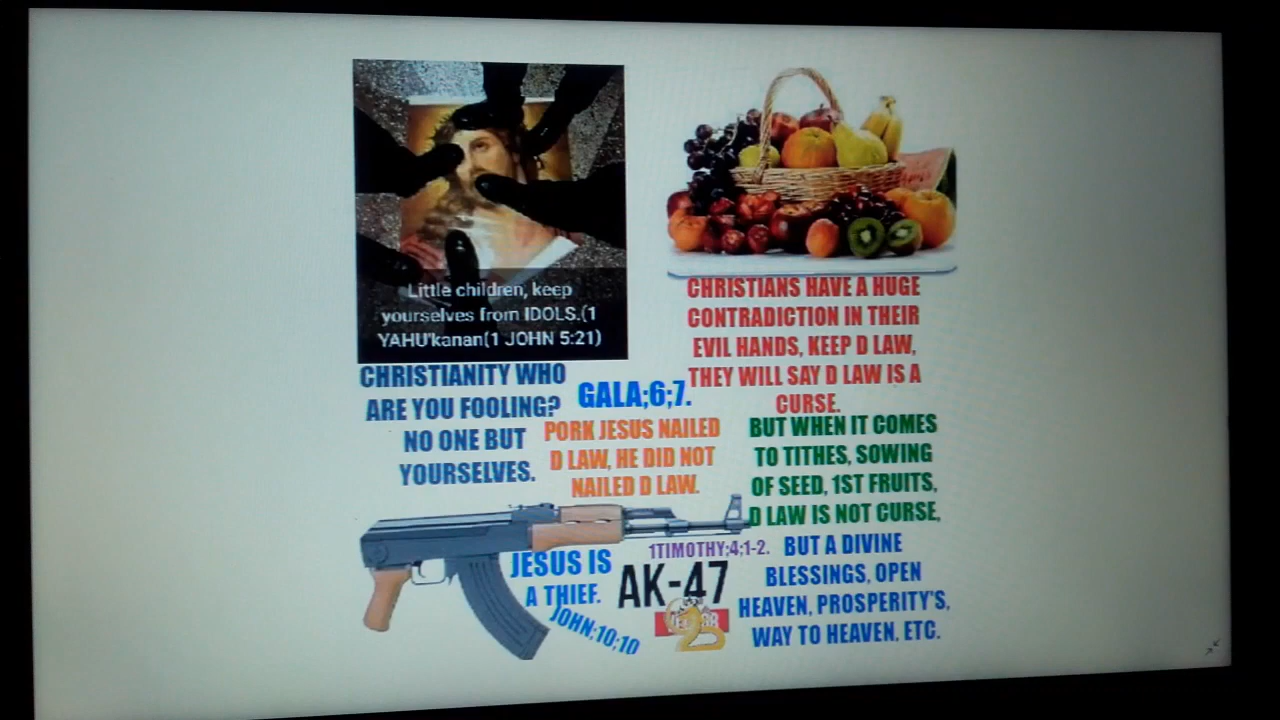 Little children, keep
yourselves from IDOLS.(1
YAHU'kanan(1 JOHN 5:21)
CHRISTIANITY WHO
ARE YOU FOOLING?
NO ONE BUT
YOURSELVES.
GALA;6;7.
PORK JESUS NAILED
D LAW, HE DID NOT
NAILED D LAW.
CHRISTIANS HAVE A HUGE
CONTRADICTION IN THEIR
EVIL HANDS, KEEP D LAW,
THEY WILL SAY D LAW IS A
CURSE.
BUT WHEN IT COMES
TO TITHES, SOWING
OF SEED, 1ST FRUITS,
D LAW IS NOT CURSE,
BUT A DIVINE
BLESSINGS, OPEN
HEAVEN, PROSPERITY'S,
WAY TO HEAVEN, ETC.
1TIMOTHY;4;1-2.
JESUS IS
A THIEF.
JOHN;10;10
AK-47